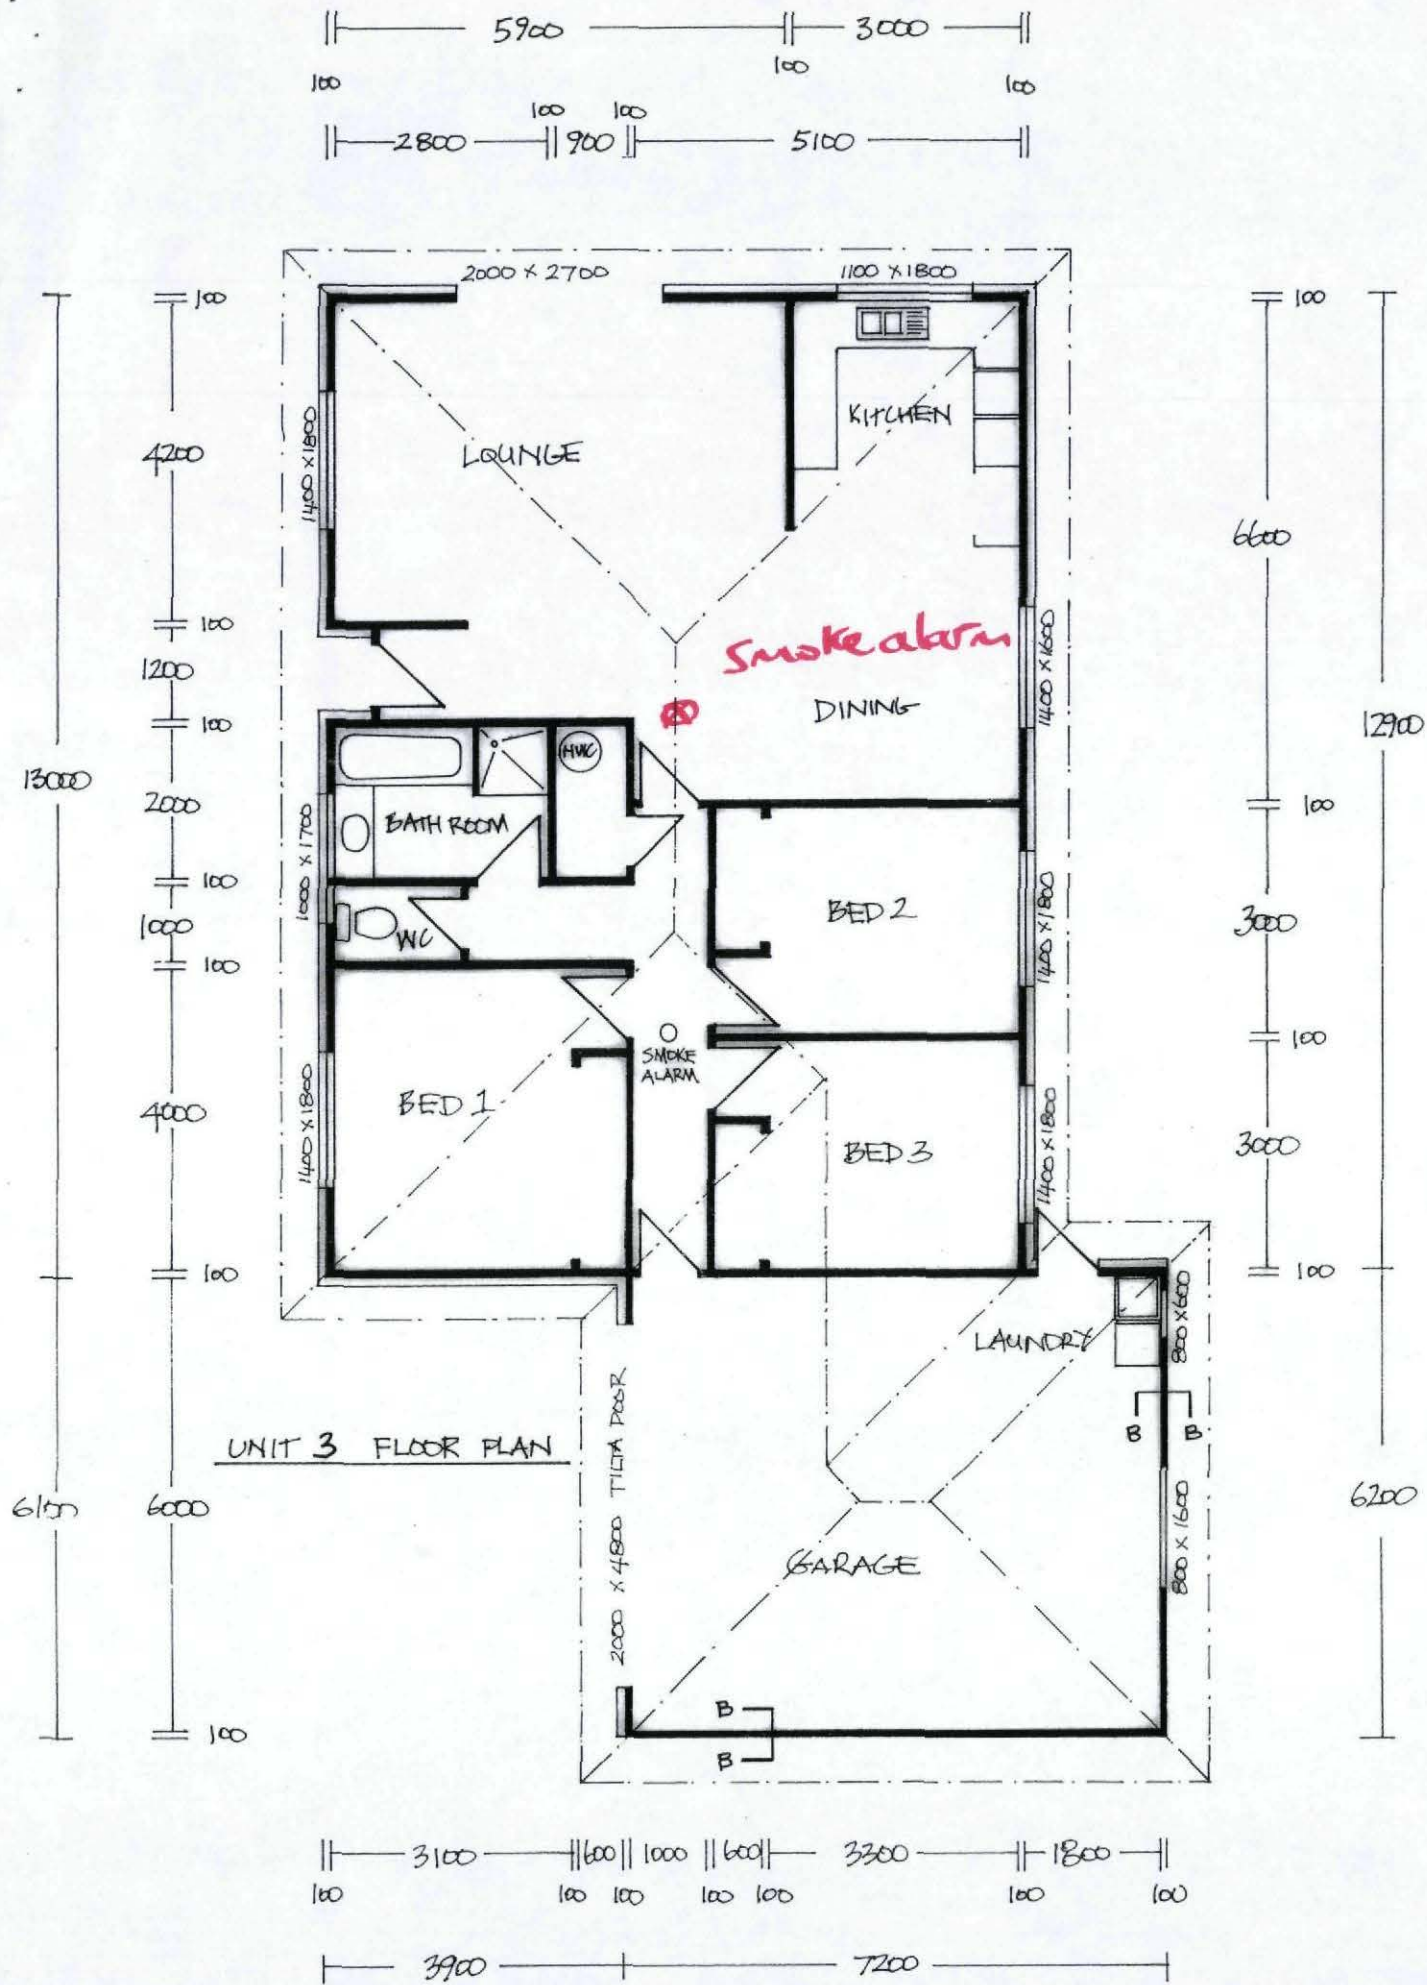 5900 3000
100 100 100
100 100
2800 900 5100
2000 x 2700 1100 x 1800
100 100
4200
1400 x 1800
LOUNGE
KITCHEN
6600
100
1200
100
Smoke alarm
1400 x 1600
DINING
12900
13000
2000
HWC
BATH ROOM
1000 x 1700
100
100
1000
WC
BED 2
1400 x 1800
3000
100
100
SMOKE
ALARM
4000
1400 x 1800
BED 1
BED 3
1400 x 1800
3000
100
100
LAUNDRY
800 x 600
B B
UNIT 3 FLOOR PLAN
2000 x 4800 TILTA DOOR
6100
6000
GARAGE
800 x 1600
6200
B
B
100
3100 600 1000 600 3300 1800
100 100 100 100 100 100 100
3900 7200